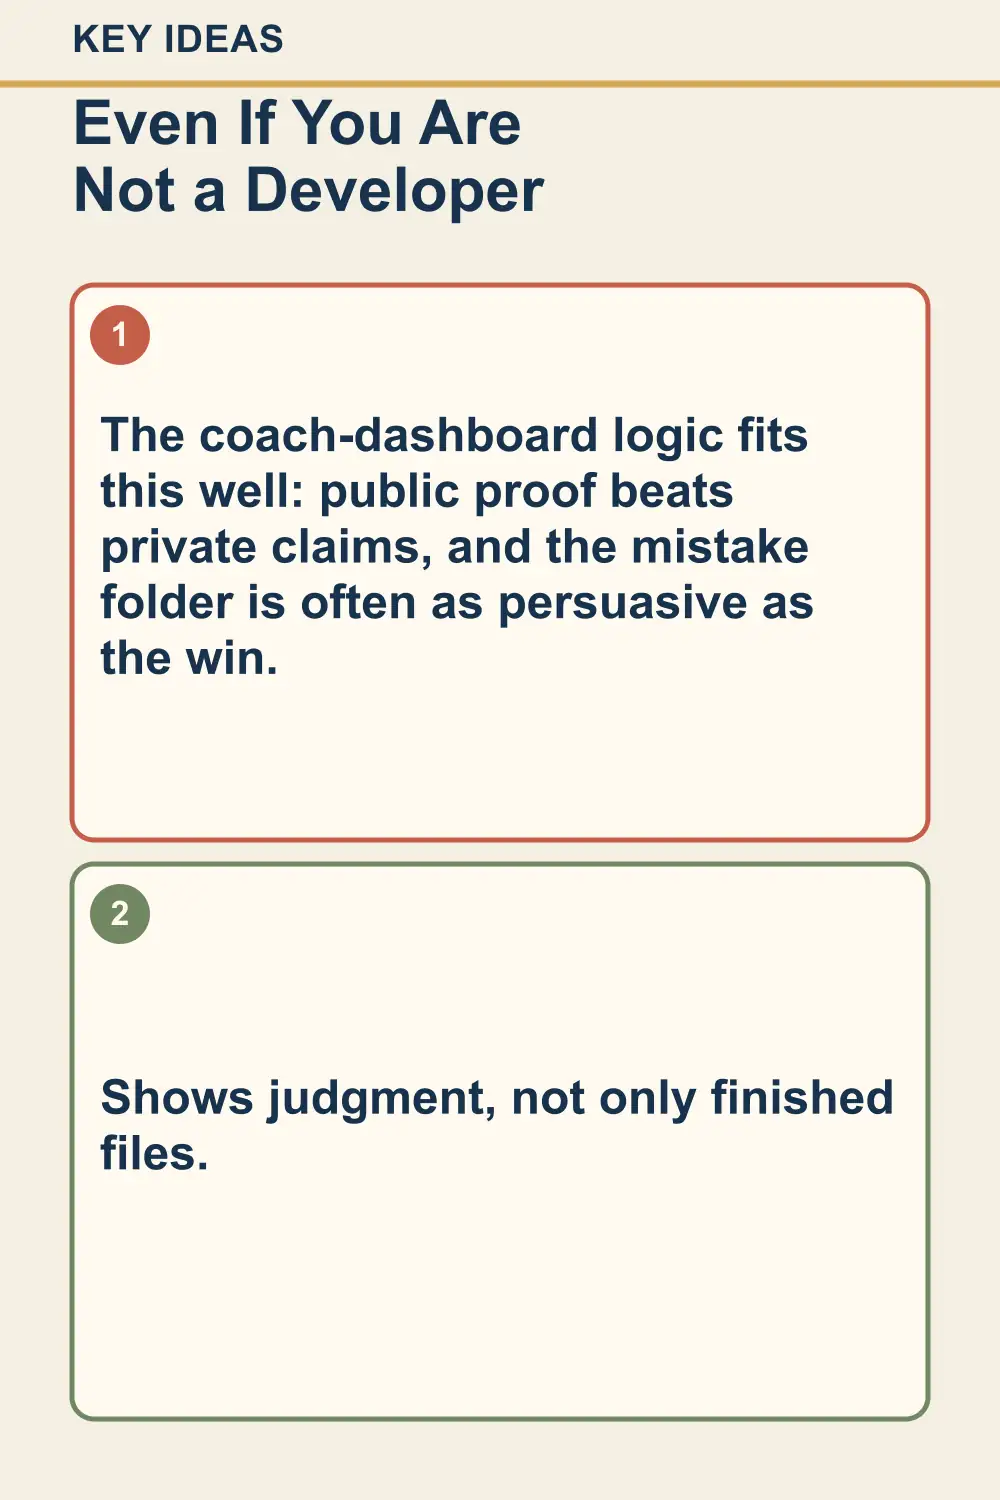 KEY IDEAS
Even If You Are
Not a Developer
1
The coach-dashboard logic fits
this well: public proof beats
private claims, and the mistake
folder is often as persuasive as
the win.
2
Shows judgment, not only finished
files.